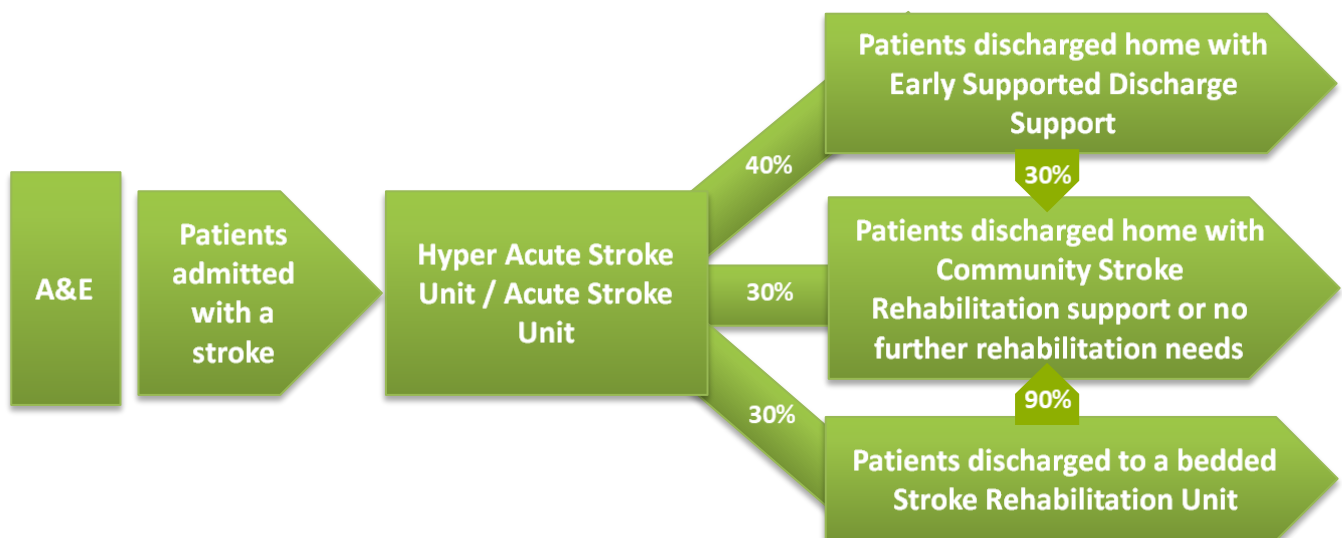 A&E
Patients
admitted
with a
stroke
Hyper Acute Stroke
Unit / Acute Stroke
Unit
40%
30%
30%
Patients discharged home with
Early Supported Discharge
Support
30%
Patients discharged home with
Community Stroke
Rehabilitation support or no
further rehabilitation needs
90%
Patients discharged to a bedded
Stroke Rehabilitation Unit